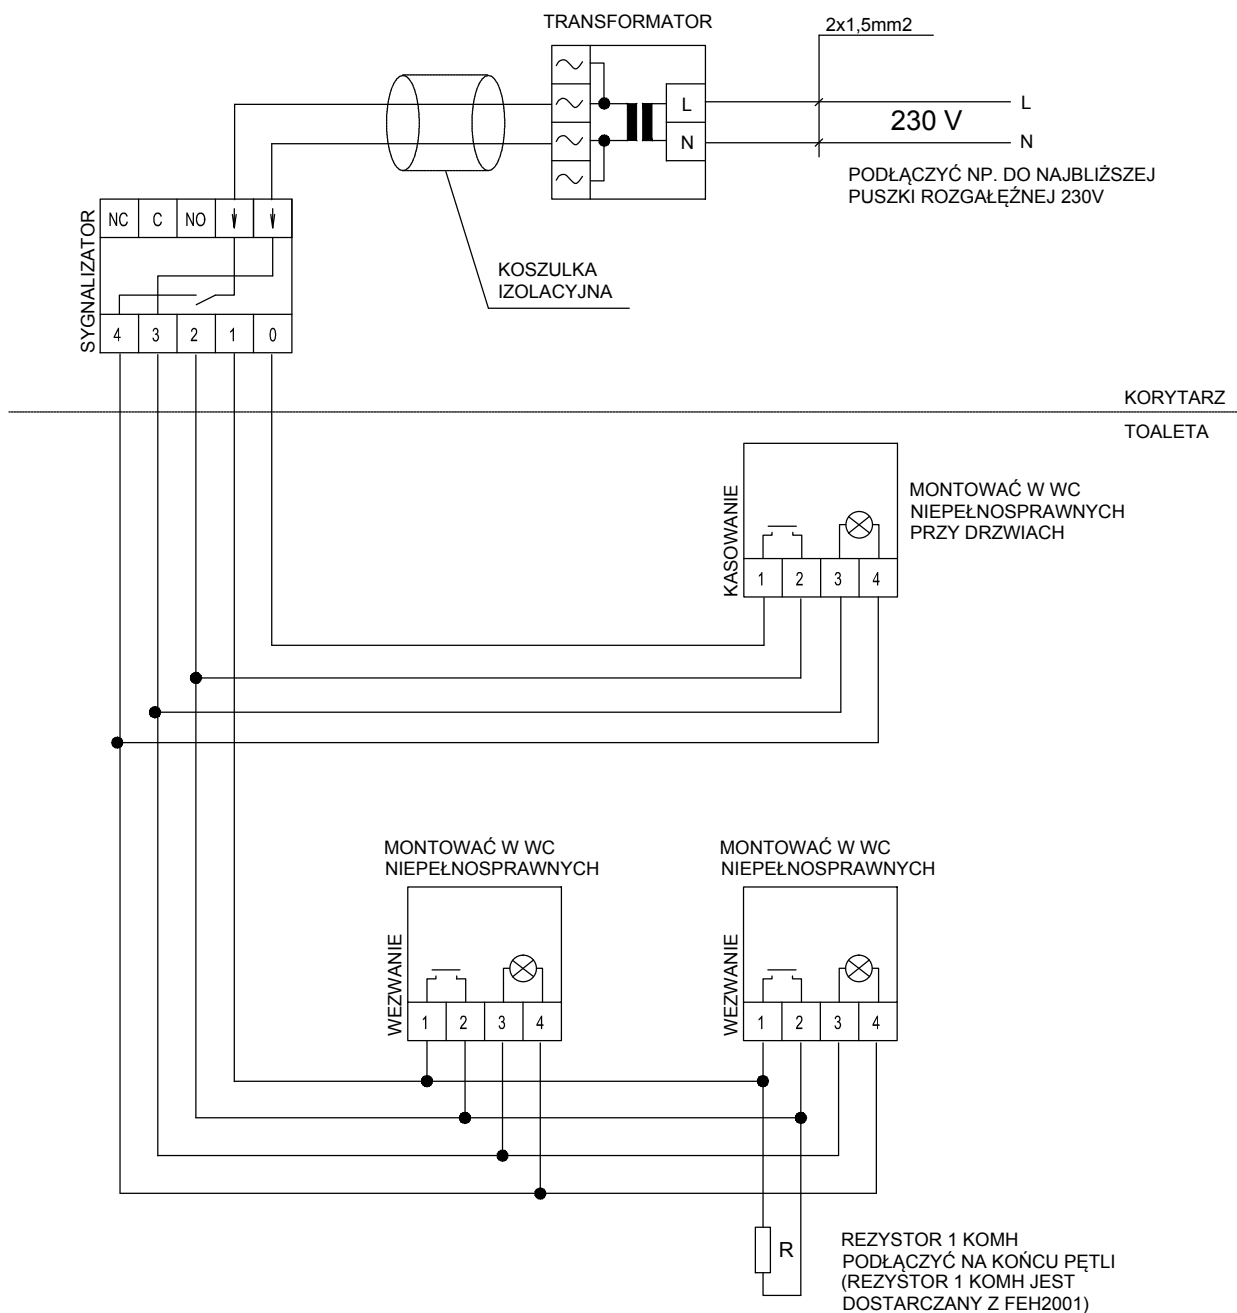 TRANSFORMATOR
2x1,5mm2
L
L
230 V
N
N
PODŁĄCZYĆ NP. DO NAJBLIŻSZEJ
PUSZKI ROZGAŁĘŹNEJ 230V
SYGNALIZATOR
NC C NO
KOSZULKA
IZOLACYJNA
4 3 2 1 0
KORYTARZ
TOALETA
KASOWANIE
MONTOWAĆ W WC
NIEPEŁNOSPRAWNYCH
PRZY DRZWIACH
1 2 3 4
MONTOWAĆ W WC
NIEPEŁNOSPRAWNYCH
WEZWANIE
1 2 3 4
MONTOWAĆ W WC
NIEPEŁNOSPRAWNYCH
WEZWANIE
1 2 3 4
R
REZYSTOR 1 KOMH
PODŁĄCZYĆ NA KOŃCU PĘTLI
(REZYSTOR 1 KOMH JEST
DOSTARCZANY Z FEH2001)